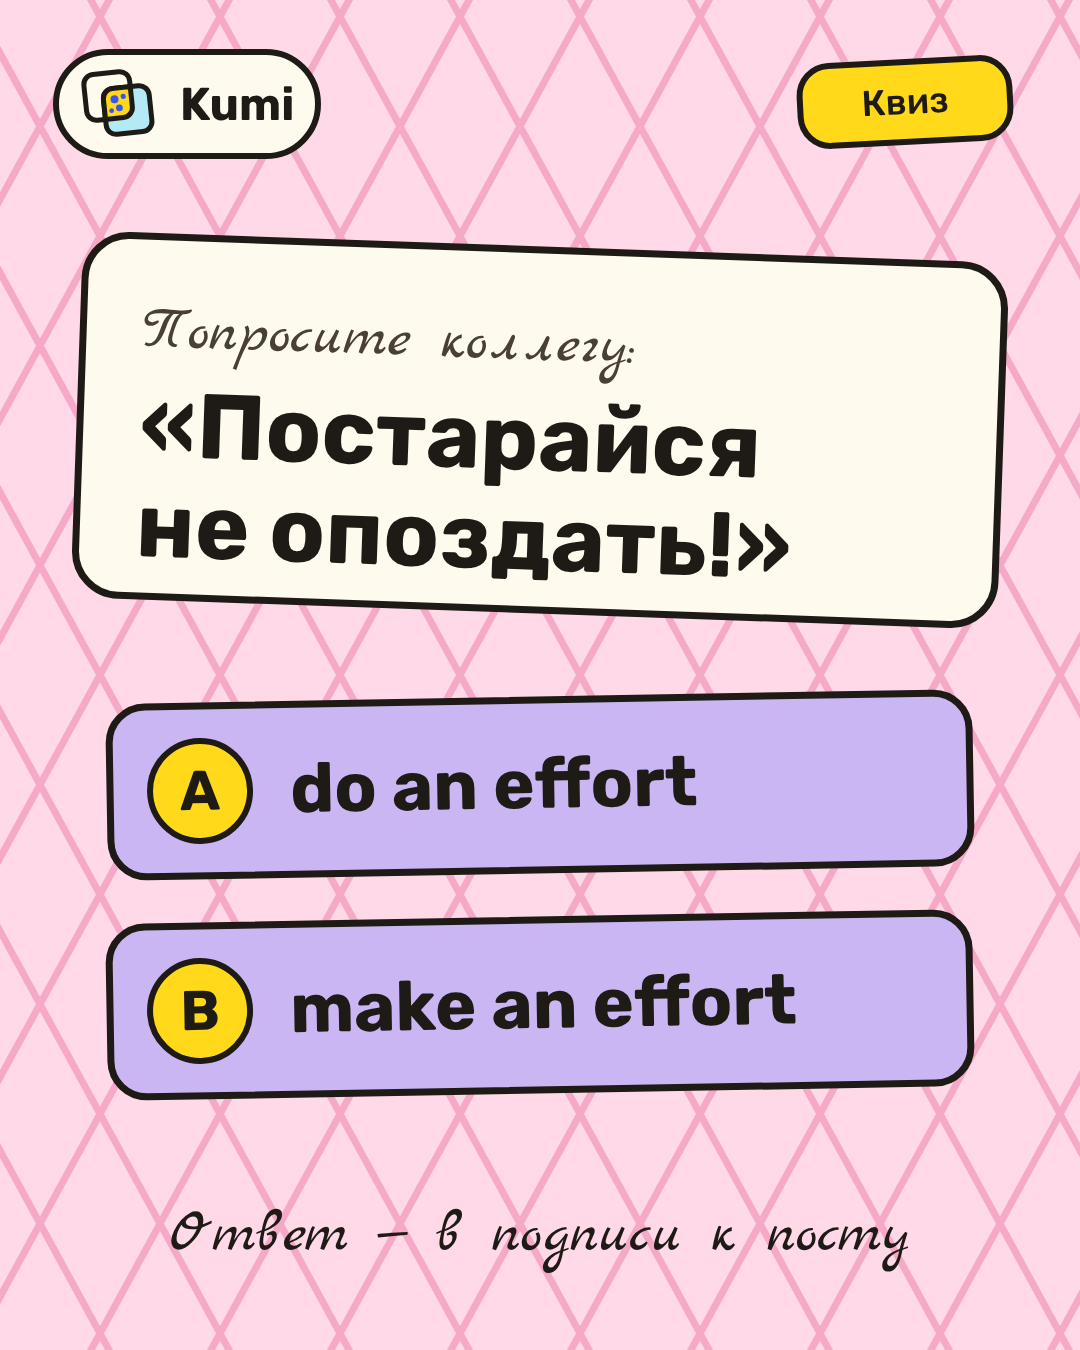 Kumi
Квиз
Попросите коллегу:
«Постарайся
не опоздать!»
A do an effort
B make an effort
Ответ — в подписи к посту